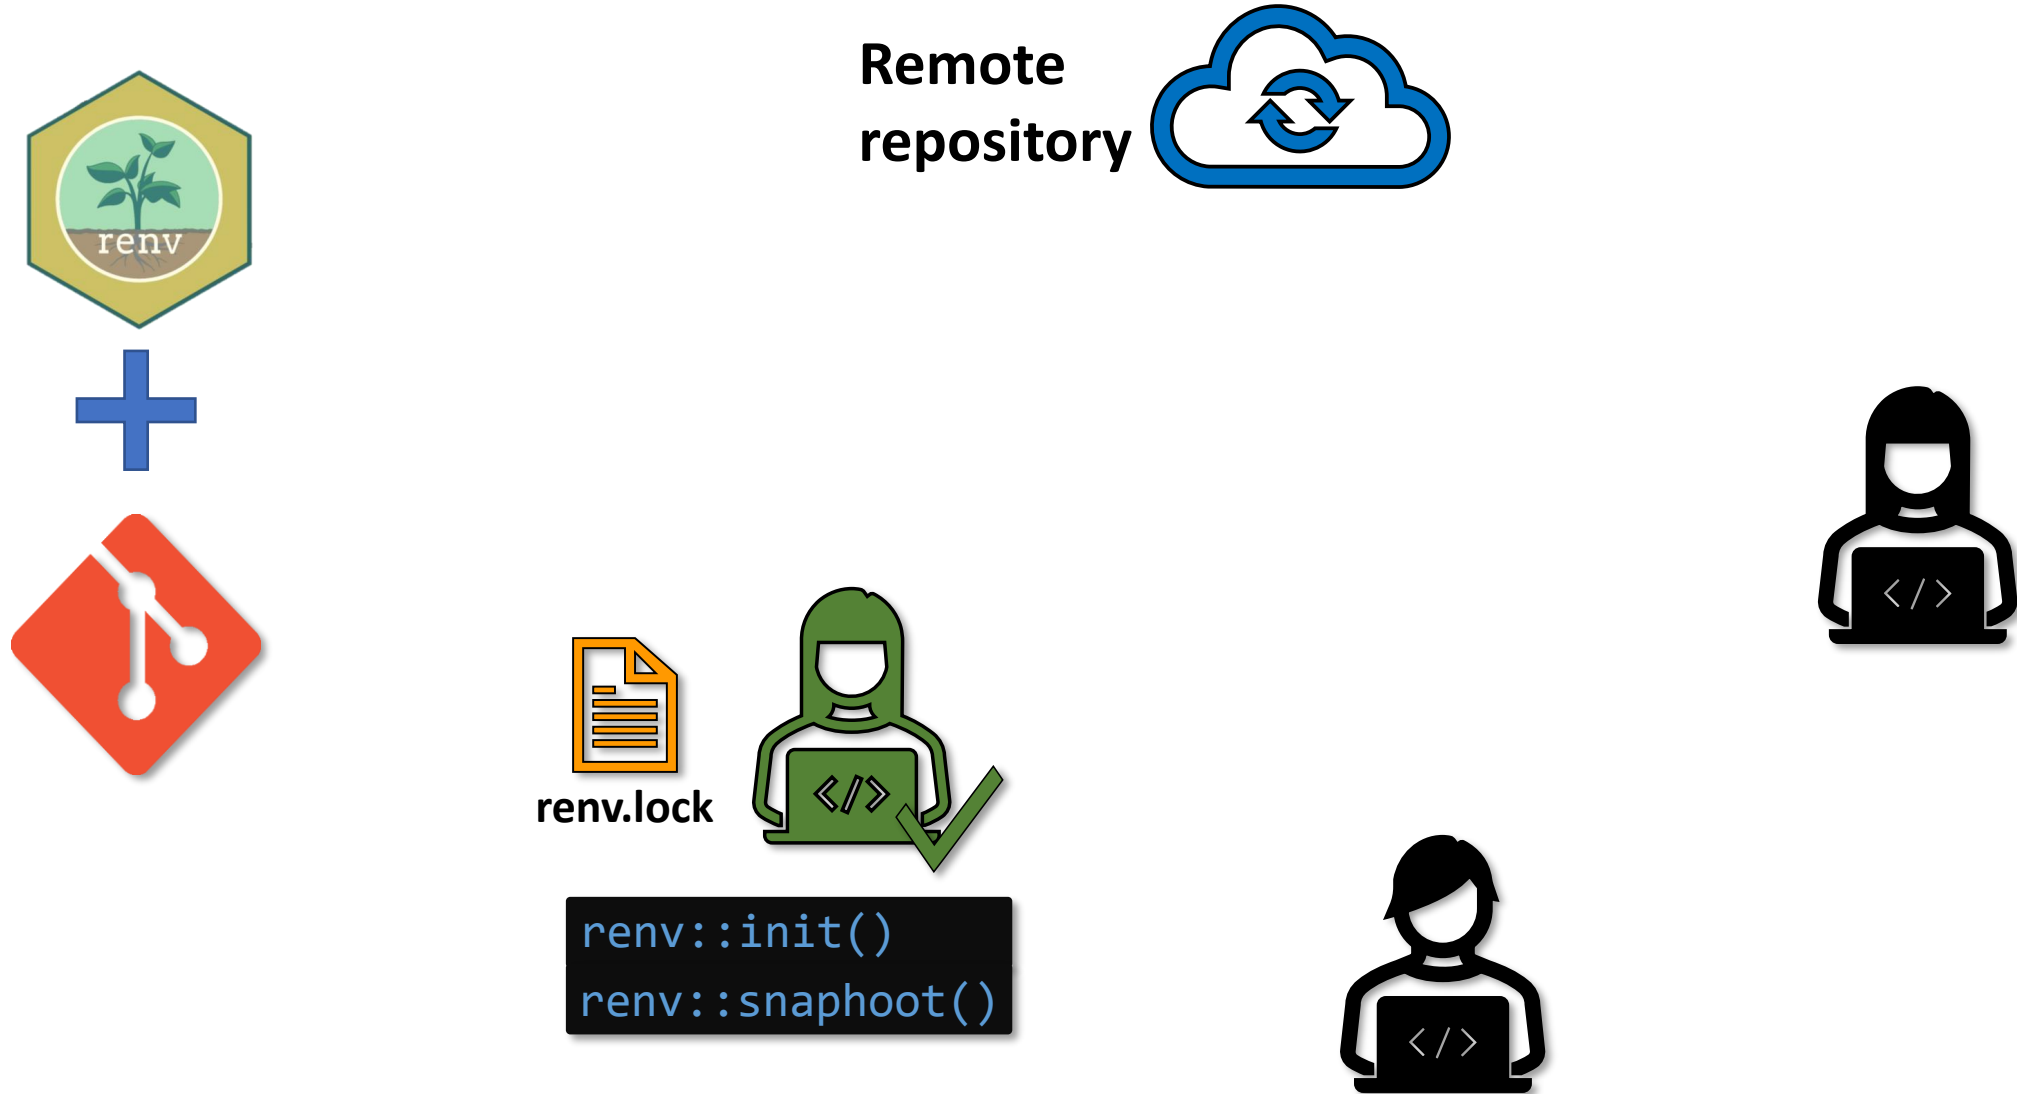 Remote
repository
renv
renv.lock
</>
</>
</>
renv::init()
renv::snaphoot()